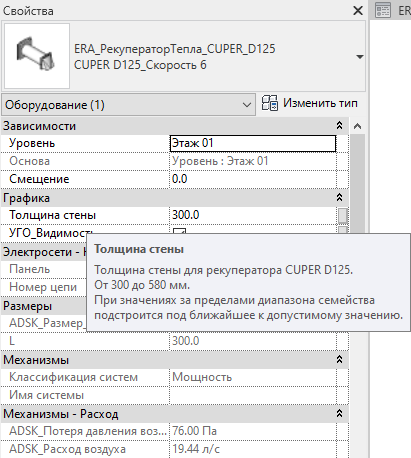 Свойства
ER
ERA_РекуператорТепла_CUPER_D125
CUPER D125_Скорость 6
Оборудование (1)
Изменить тип
Зависимости
Уровень Этаж 01
Основа Уровень : Этаж 01
Смещение 0.0
Графика
Толщина стены 300.0
УГО_Видимость
Толщина стены
Толщина стены для рекуператора CUPER D125.
От 300 до 580 мм.
При значениях за пределами диапазона семейства
подстроится под ближайшее к допустимому значению.
Электросети - Н
Панель
Номер цепи
Размеры
ADSK_Размер_
L 300.0
Механизмы
Классификация систем Мощность
Имя системы
Механизмы - Расход
ADSK_Потеря давления воз... 76.00 Па
ADSK_Расход воздуха 19.44 л/с